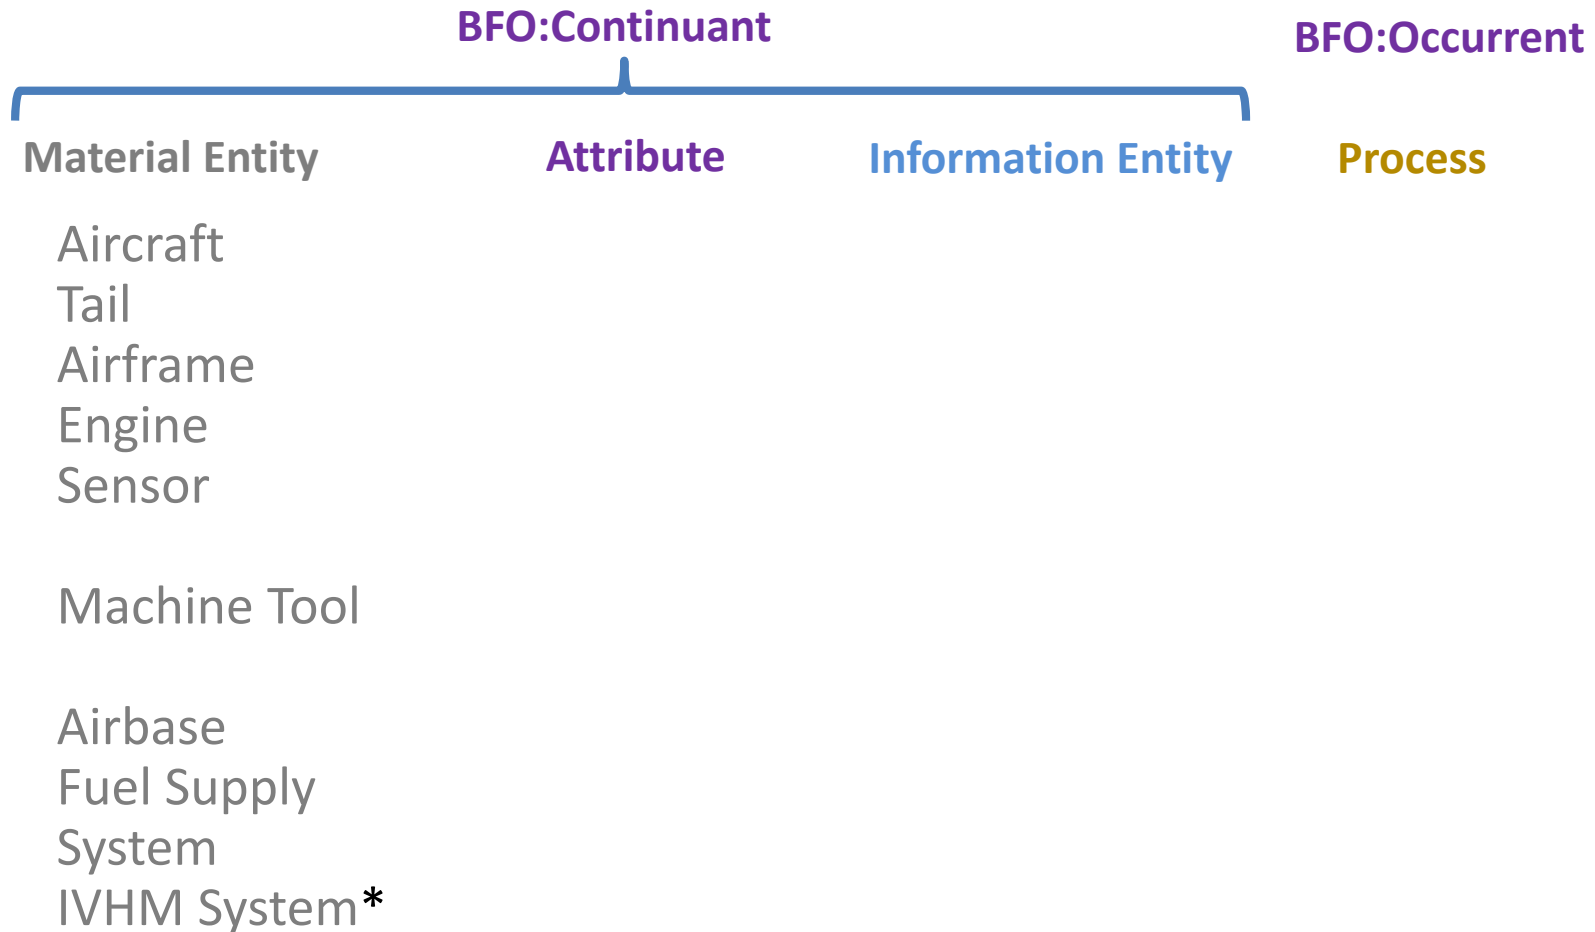 BFO:Continuant
BFO:Occurrent
Material Entity
Attribute
Information Entity
Process
Aircraft
Tail
Airframe
Engine
Sensor
Machine Tool
Airbase
Fuel Supply
System
IVHM System*